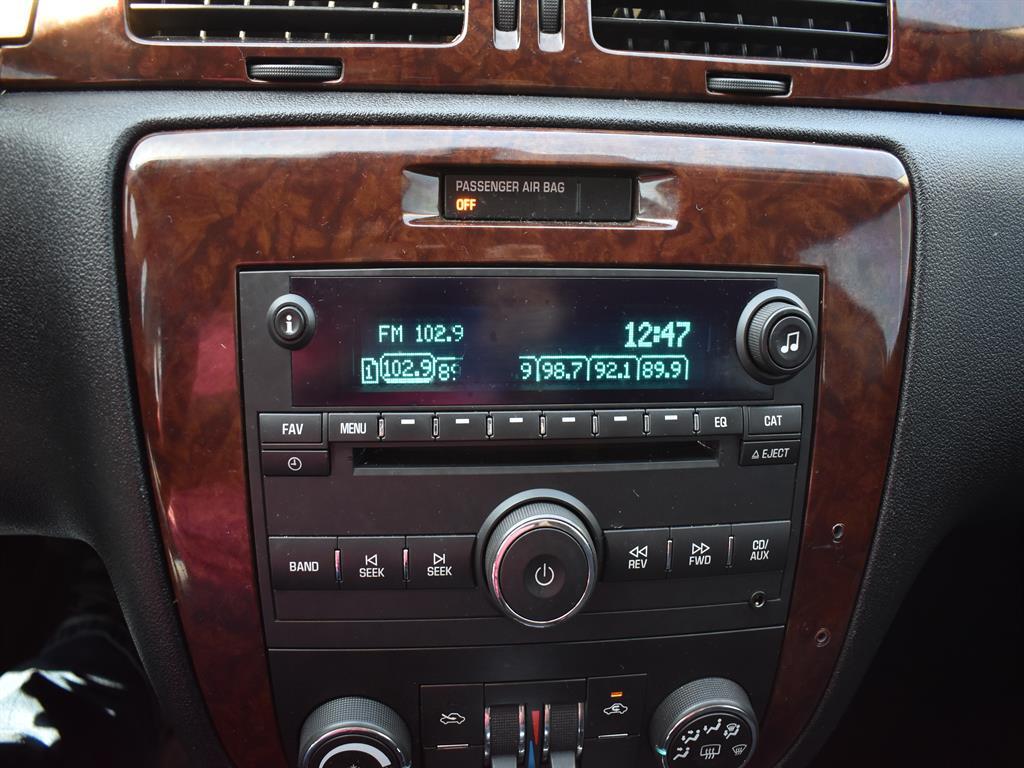 PASSENGER AIR BAG
OFF
i
FM 102.9 12:47
1 102.9 98.7 92.1 89.9
FAV MENU EQ CAT
EJECT
BAND SEEK SEEK REV FWD CD/
AUX